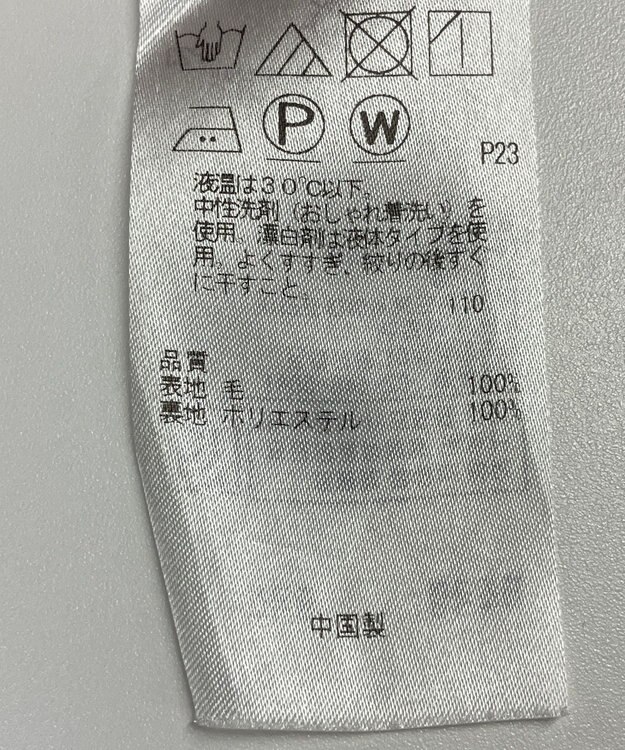 P W
P23
液温は30℃以下。
中性洗剤（おしゃれ着洗い）を
使用。漂白剤は液体タイプを使
用。よくすすぎ、絞りの後すぐ
に干すこと。
110
品質
表地 毛 100%
裏地 ポリエステル 100%
中国製